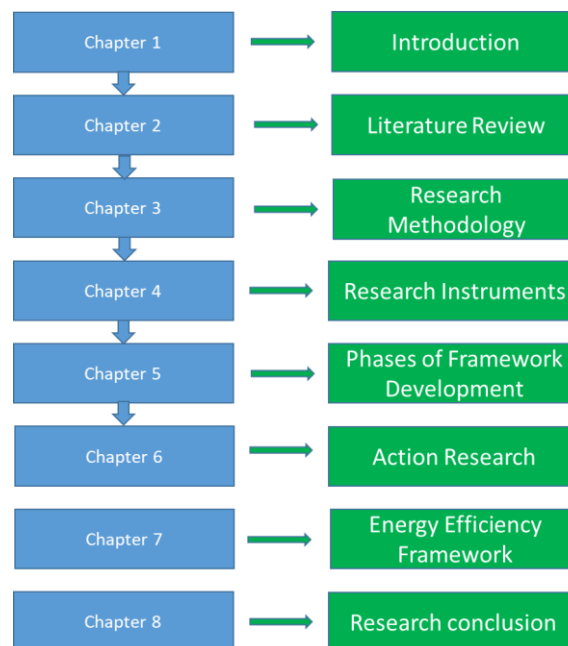 Chapter 1
Introduction
Chapter 2
Literature Review
Chapter 3
Research
Methodology
Chapter 4
Research Instruments
Chapter 5
Phases of Framework
Development
Chapter 6
Action Research
Chapter 7
Energy Efficiency
Framework
Chapter 8
Research conclusion